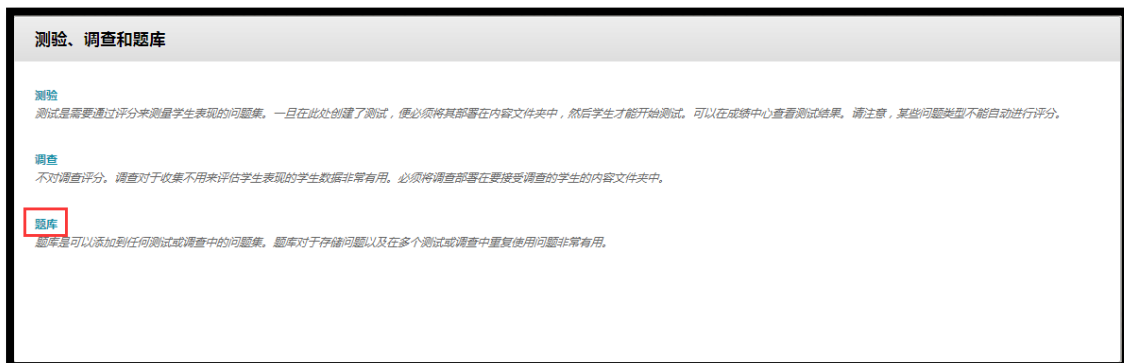 测验、调查和题库
测验
测试是需要通过评分来测量学生表现的问题集。一旦在此处创建了测试，便必须将其部署在内容文件夹中，然后学生才能开始测试。可以在成绩中心查看测试结果。请注意，某些问题类型不能自动进行评分。
调查
不对调查评分。调查对于收集不用来评估学生表现的学生数据非常有用。必须将调查部署在要接受调查的学生的内容文件夹中。
题库
题库是可以添加到任何测试或调查中的问题集。题库对于存储问题以及在多个测试或调查中重复使用问题非常有用。